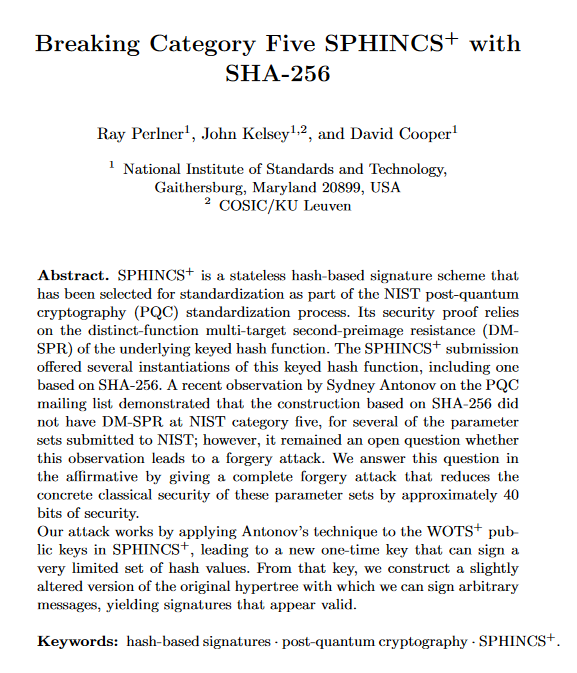 Breaking Category Five SPHINCS+ with
SHA-256
Ray Perlner1, John Kelsey1,2, and David Cooper1
1 National Institute of Standards and Technology,
Gaithersburg, Maryland 20899, USA
2 COSIC/KU Leuven
Abstract. SPHINCS+ is a stateless hash-based signature scheme that
has been selected for standardization as part of the NIST post-quantum
cryptography (PQC) standardization process. Its security proof relies
on the distinct-function multi-target second-preimage resistance (DM-
SPR) of the underlying keyed hash function. The SPHINCS+ submission
offered several instantiations of this keyed hash function, including one
based on SHA-256. A recent observation by Sydney Antonov on the PQC
mailing list demonstrated that the construction based on SHA-256 did
not have DM-SPR at NIST category five, for several of the parameter
sets submitted to NIST; however, it remained an open question whether
this observation leads to a forgery attack. We answer this question in
the affirmative by giving a complete forgery attack that reduces the
concrete classical security of these parameter sets by approximately 40
bits of security.
Our attack works by applying Antonov's technique to the WOTS+ pub-
lic keys in SPHINCS+, leading to a new one-time key that can sign a
very limited set of hash values. From that key, we construct a slightly
altered version of the original hypertree with which we can sign arbitrary
messages, yielding signatures that appear valid.
Keywords: hash-based signatures · post-quantum cryptography · SPHINCS+.